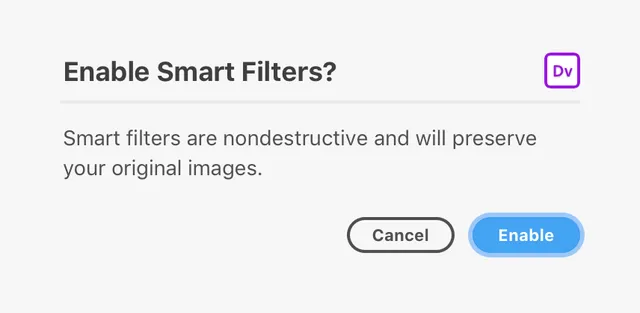 Enable Smart Filters?
Dv
Smart filters are nondestructive and will preserve
your original images.
Cancel
Enable